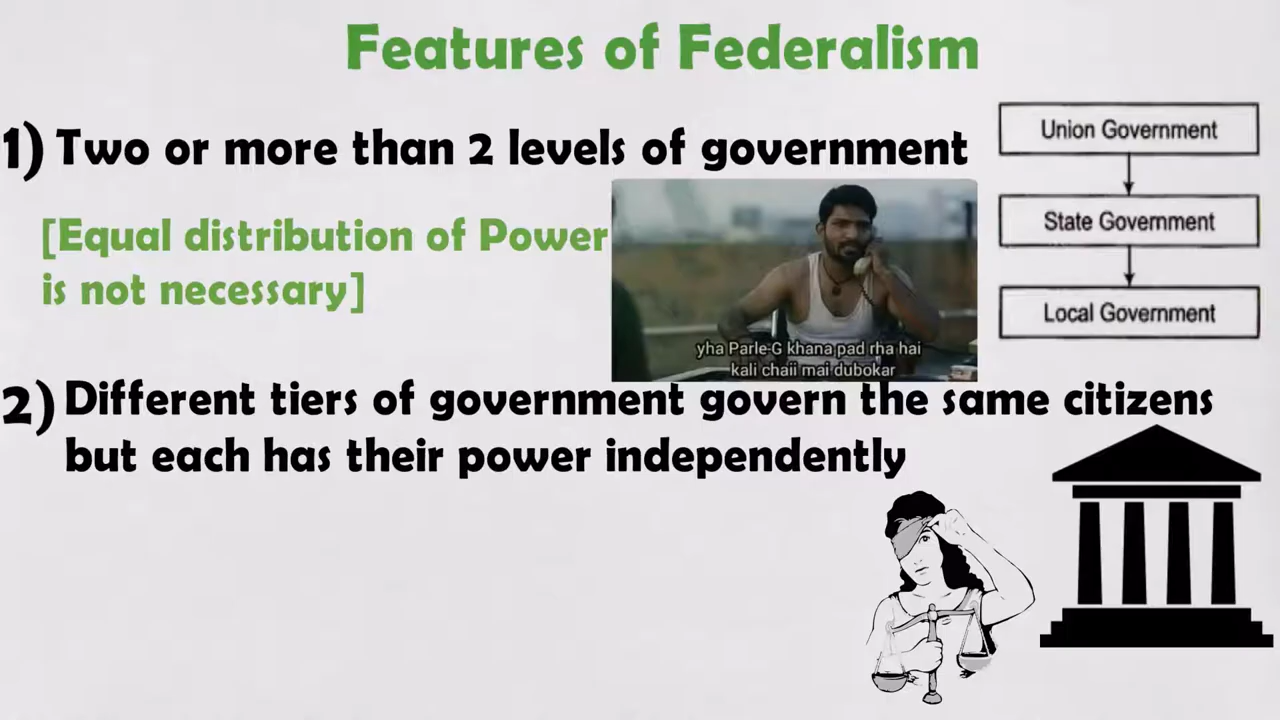 Features of Federalism
1) Two or more than 2 levels of government
[Equal distribution of Power
is not necessary]
yha Parle-G khana pad rha hai
kali chaii mai dubokar
Union Government
State Government
Local Government
2) Different tiers of government govern the same citizens
but each has their power independently